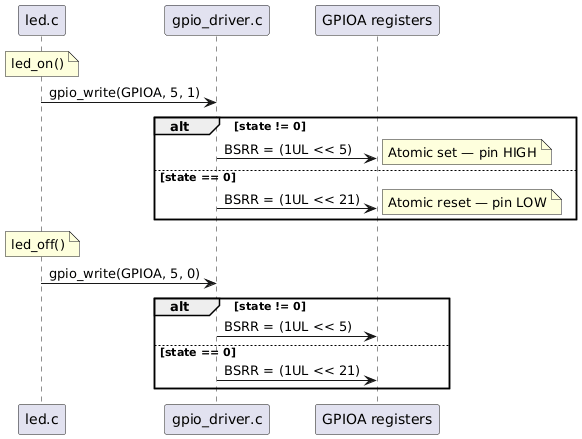 led.c
gpio_driver.c
GPIOA registers
led_on()
gpio_write(GPIOA, 5, 1)
alt
[state != 0]
BSRR = (1UL << 5)
Atomic set — pin HIGH
[state == 0]
BSRR = (1UL << 21)
Atomic reset — pin LOW
led_off()
gpio_write(GPIOA, 5, 0)
alt
[state != 0]
BSRR = (1UL << 5)
[state == 0]
BSRR = (1UL << 21)
led.c
gpio_driver.c
GPIOA registers